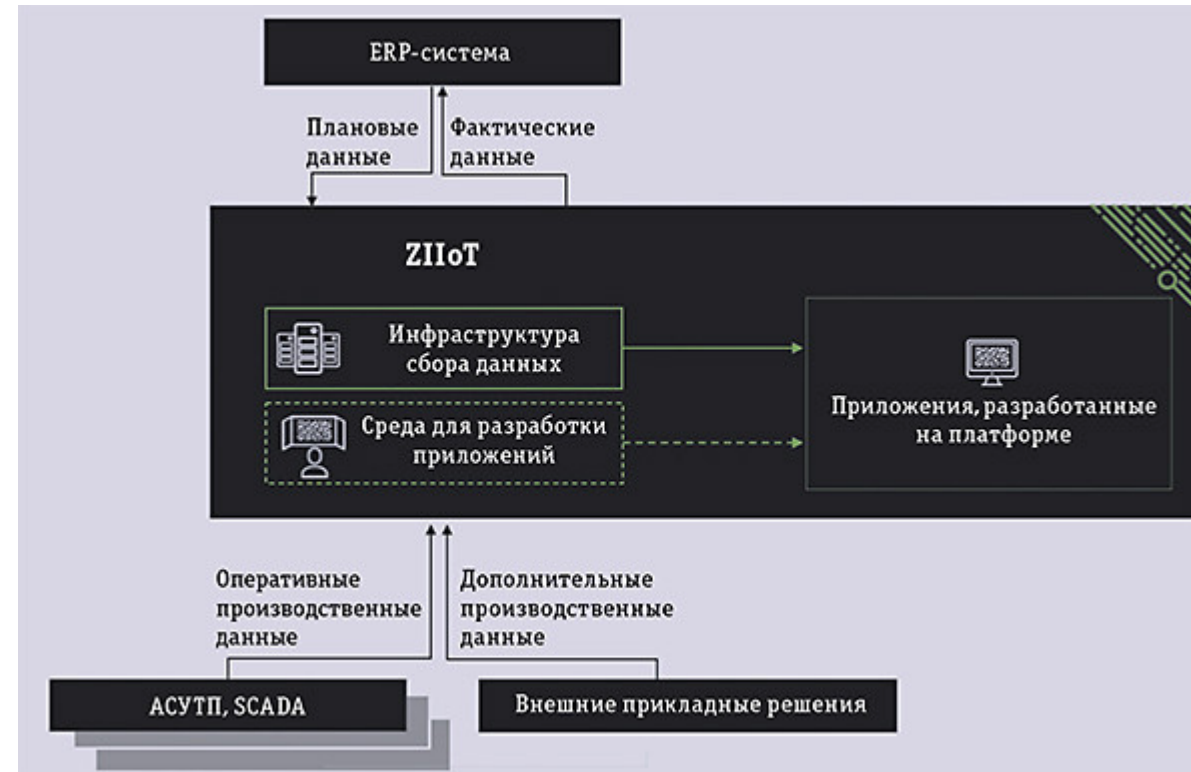 ERP-система
Плановые
данные
Фактические
данные
ZIIoT
Инфраструктура
сбора данных
Среда для разработки
приложений
Приложения, разработанные
на платформе
Оперативные
производственные
данные
Дополнительные
производственные
данные
АСУТП, SCADA
Внешние прикладные решения